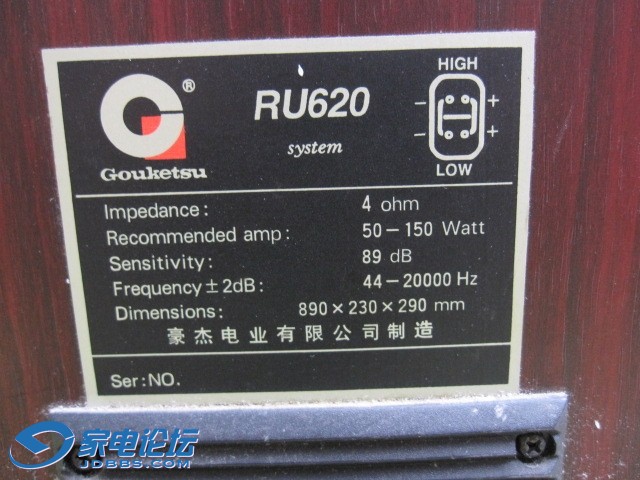 HIGH
®
RU620
− +
− +
system
LOW
Gouketsu
Impedance: 4 ohm
Recommended amp: 50-150 Watt
Sensitivity: 89 dB
Frequency±2dB: 44-20000 Hz
Dimensions: 890×230×290 mm
豪杰电业有限公司制造
Ser:NO.
家电论坛
JDBBS.COM